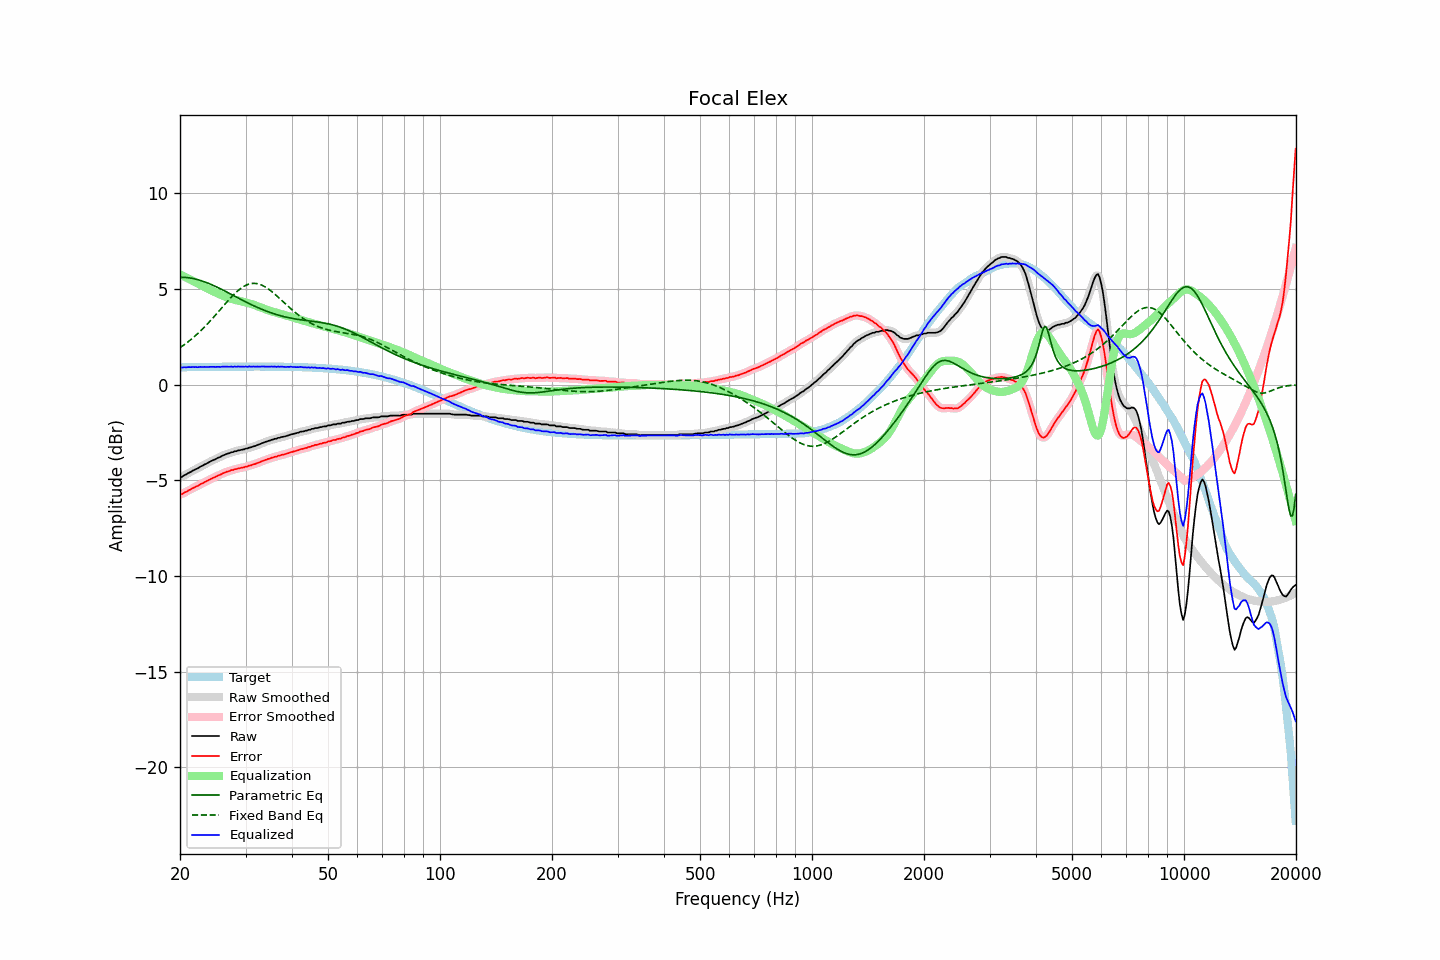 Focal Elex
Amplitude (dBr)
10
5
0
−5
−10
−15
−20
Target
Raw Smoothed
Error Smoothed
Raw
Error
Equalization
Parametric Eq
Fixed Band Eq
Equalized
20 50 100 200 500 1000 2000 5000 10000 20000
Frequency (Hz)